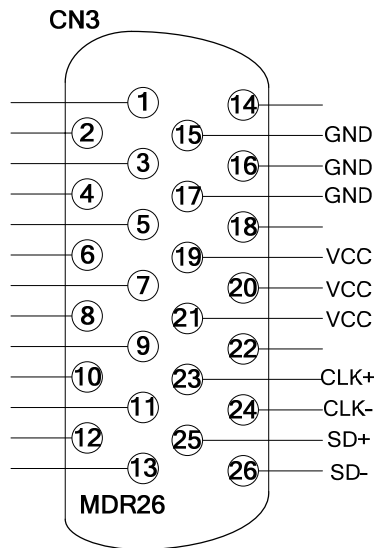 CN3
1
14
2
15 GND
3
16 GND
4
17 GND
5
18
6
19 VCC
7
20 VCC
8
21 VCC
9
22
10
23 CLK+
11
24 CLK-
12
25 SD+
13
26 SD-
MDR26